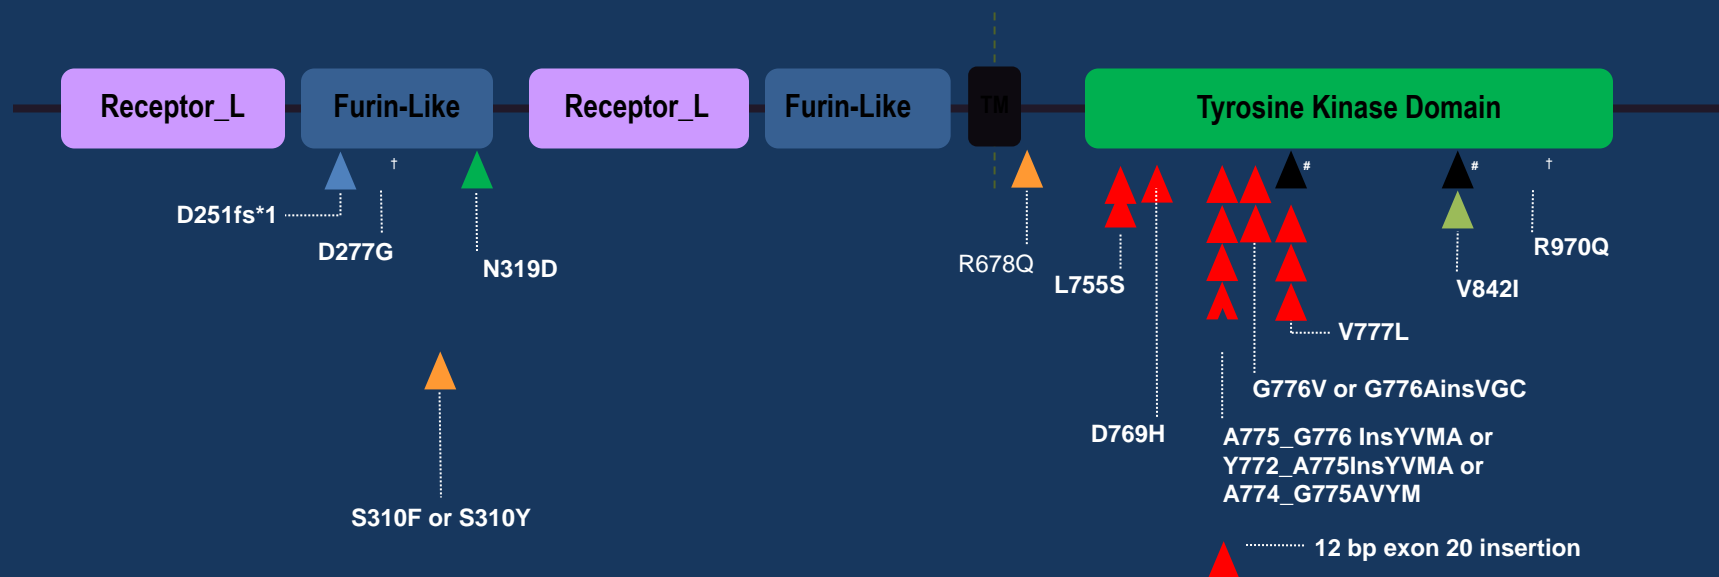 Receptor_L
Furin-Like
Receptor_L
Furin-Like
TM
Tyrosine Kinase Domain
†
#
#
†
D251fs*1
D277G
N319D
R678Q
L755S
R970Q
V842I
V777L
G776V or G776AinsVGC
D769H
A775_G776 InsYVMA or
Y772_A775InsYVMA or
A774_G775AVYM
S310F or S310Y
12 bp exon 20 insertion